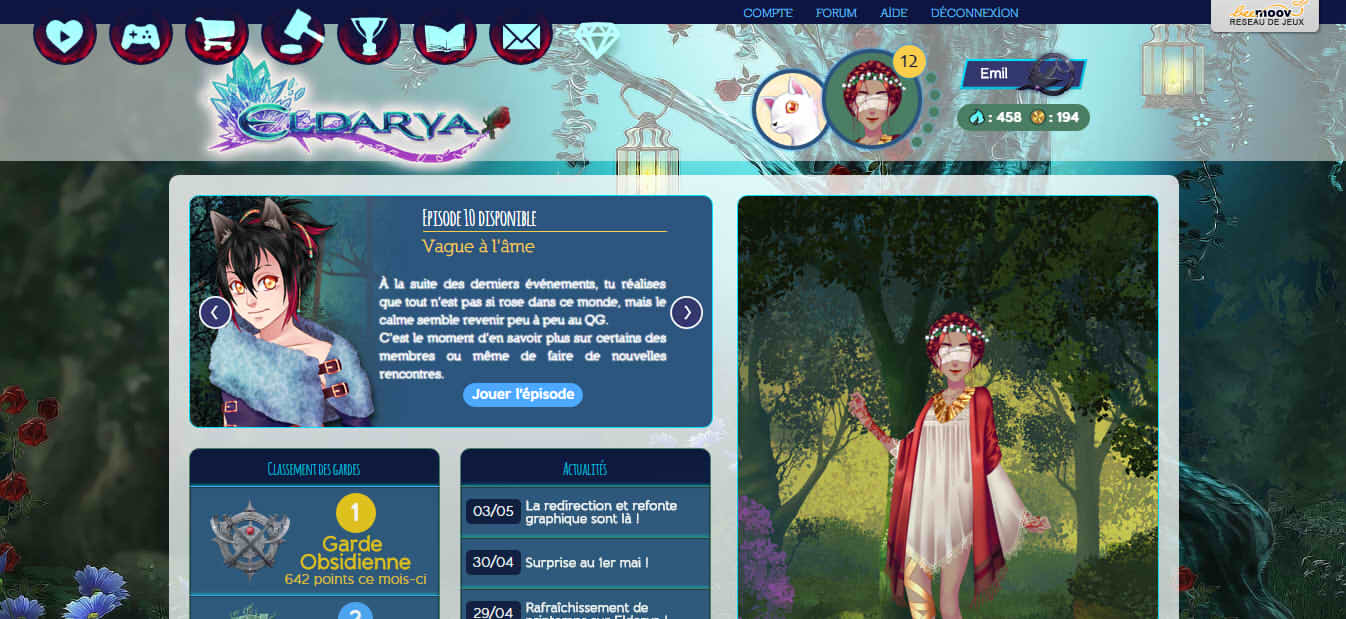 COMPTE FORUM AIDE DÉCONNEXION
Beemoov
RESEAU DE JEUX
12
Emil
: 458 : 194
ELDARYA
Episode 10 disponible
Vague à l'âme
À la suite des derniers événements, tu réalises
que tout n'est pas si rose dans ce monde, mais le
calme semble revenir peu à peu au QG.
C'est le moment d'en savoir plus sur certains des
membres ou même de faire de nouvelles
rencontres.
Jouer l'épisode
Classement des gardes
1
Garde
Obsidienne
642 points ce mois-ci
2
Actualités
03/05 La redirection et refonte
graphique sont là !
30/04 Surprise au 1er mai !
29/04 Rafraîchissement de
printemps sur Eldarya !